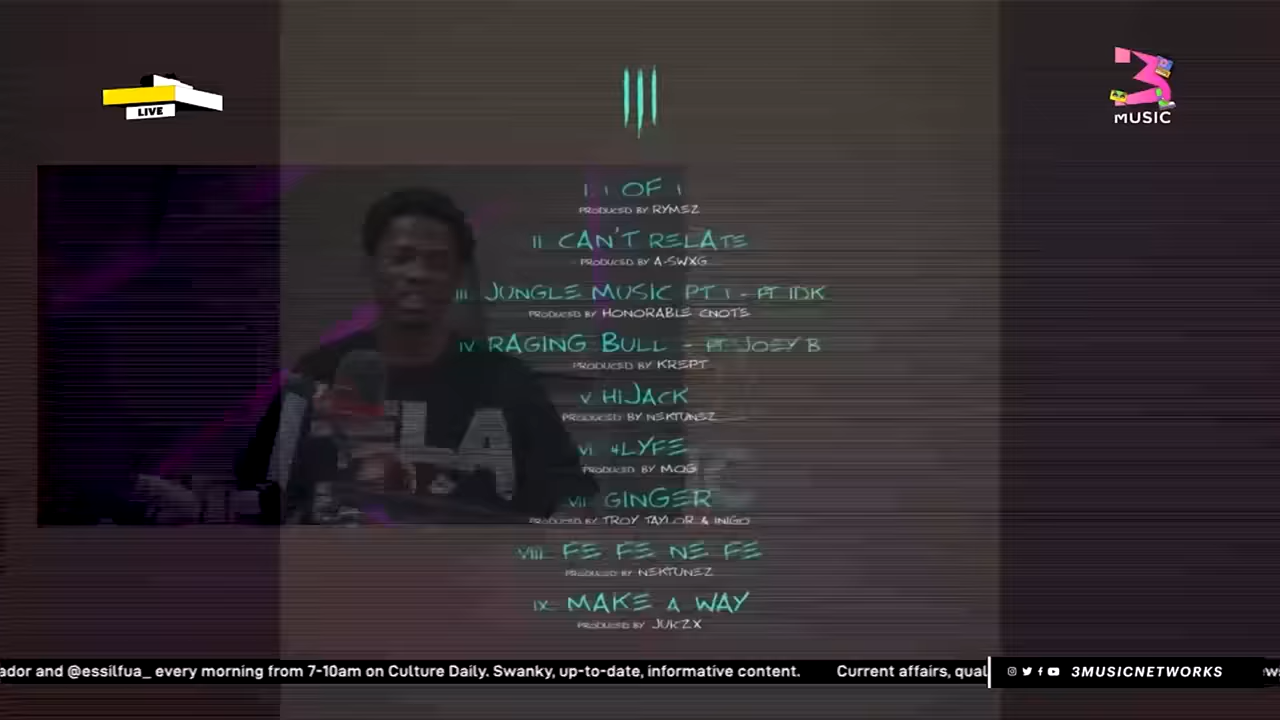 LIVE
MUSIC
I. 1 OF 1
PRODUCED BY RYMEZ
II. CAN'T RELATE
PRODUCED BY A-SWXG
III. JUNGLE MUSIC PT 1 - FT IDK
PRODUCED BY HONORABLE CNOTE
IV. RAGING BULL - FT. JOEY B
PRODUCED BY KREPT
V. HIJACK
PRODUCED BY NEKTUNEZ
VI. 4LYFE
PRODUCED BY MOG
VII. GINGER
PRODUCED BY TROY TAYLOR & INIGO
VIII. FE FE NE FE
PRODUCED BY NEKTUNEZ
IX. MAKE A WAY
PRODUCED BY JUKZX
ador and @essilfua_ every morning from 7-10am on Culture Daily. Swanky, up-to-date, informative content. Current affairs, qual
3MUSICNETWORKS